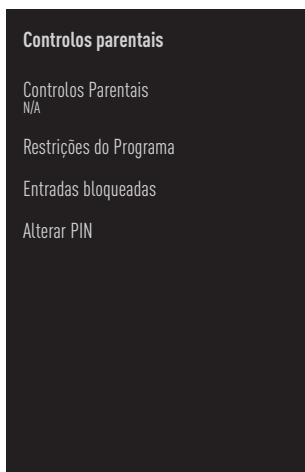 Controlos parentais
Controlos Parentais
N/A
Restrições do Programa
Entradas bloqueadas
Alterar PIN